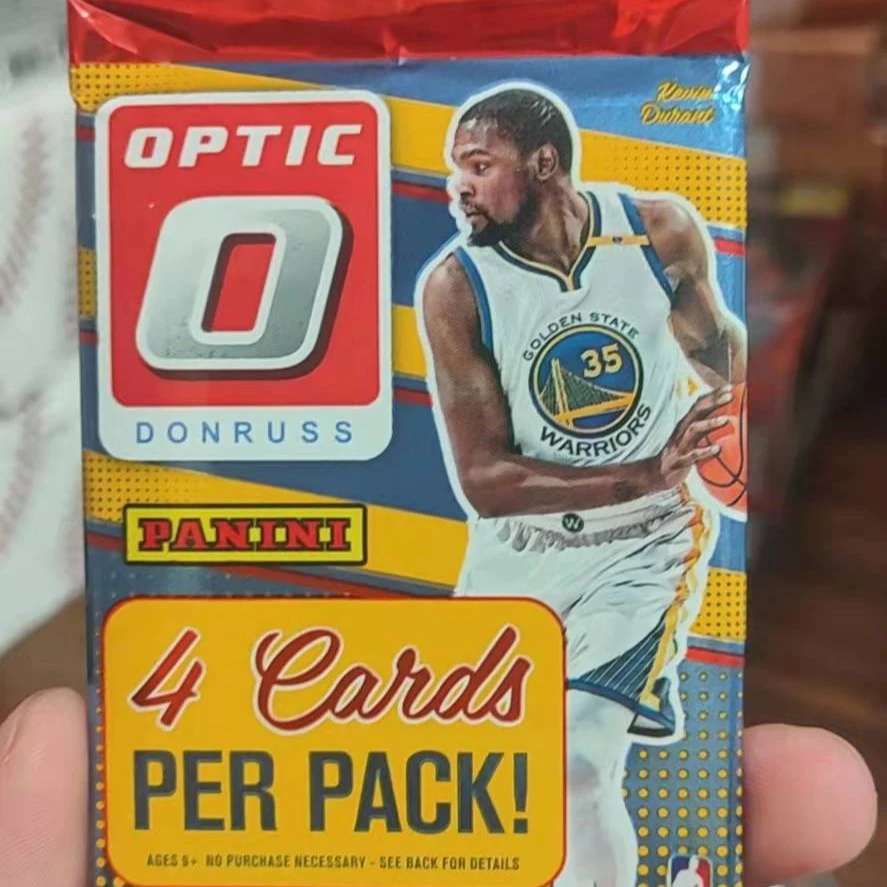 Kevin
Durant
OPTIC
O
DONRUSS
GOLDEN STATE
35
WARRIORS
W
PANINI
4 Cards
PER PACK!
AGES 9+ NO PURCHASE NECESSARY - SEE BACK FOR DETAILS